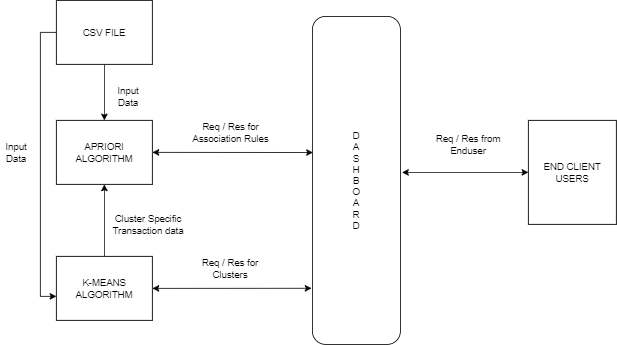 CSV FILE
Input
Data
Input
Data
APRIORI
ALGORITHM
Req / Res for
Association Rules
Cluster Specific
Transaction data
K-MEANS
ALGORITHM
Req / Res for
Clusters
D
A
S
H
B
O
A
R
D
Req / Res from
Enduser
END CLIENT
USERS